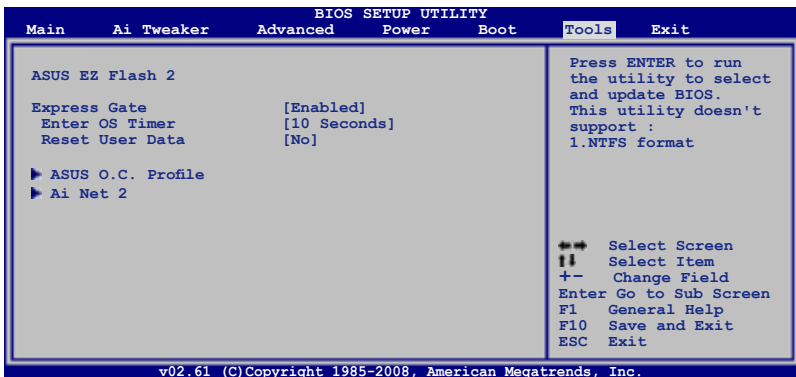 BIOS SETUP UTILITY
Main Ai Tweaker Advanced Power Boot Tools Exit
ASUS EZ Flash 2
Express Gate [Enabled]
Enter OS Timer [10 Seconds]
Reset User Data [No]
ASUS O.C. Profile
Ai Net 2
Press ENTER to run
the utility to select
and update BIOS.
This utility doesn't
support :
1.NTFS format
Select Screen
Select Item
+- Change Field
Enter Go to Sub Screen
F1 General Help
F10 Save and Exit
ESC Exit
v02.61 (C)Copyright 1985-2008, American Megatrends, Inc.